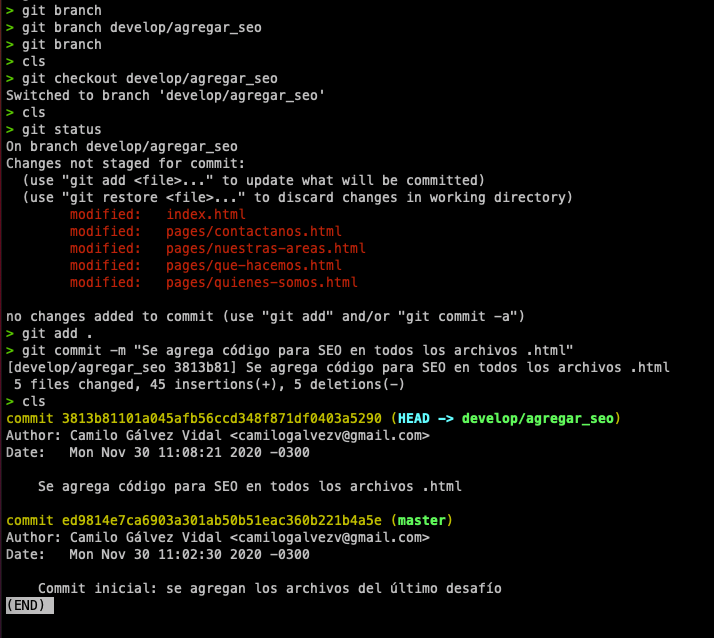 > git branch
> git branch develop/agregar_seo
> git branch
> cls
> git checkout develop/agregar_seo
Switched to branch 'develop/agregar_seo'
> cls
> git status
On branch develop/agregar_seo
Changes not staged for commit:
  (use "git add <file>..." to update what will be committed)
  (use "git restore <file>..." to discard changes in working directory)
        modified:   index.html
        modified:   pages/contactanos.html
        modified:   pages/nuestras-areas.html
        modified:   pages/que-hacemos.html
        modified:   pages/quienes-somos.html

no changes added to commit (use "git add" and/or "git commit -a")
> git add .
> git commit -m "Se agrega código para SEO en todos los archivos .html"
[develop/agregar_seo 3813b81] Se agrega código para SEO en todos los archivos .html
 5 files changed, 45 insertions(+), 5 deletions(-)
> cls
commit 3813b81101a045afb56ccd348f871df0403a5290 (HEAD -> develop/agregar_seo)
Author: Camilo Gálvez Vidal <camilogalvezv@gmail.com>
Date:   Mon Nov 30 11:08:21 2020 -0300

    Se agrega código para SEO en todos los archivos .html

commit ed9814e7ca6903a301ab50b51eac360b221b4a5e (master)
Author: Camilo Gálvez Vidal <camilogalvezv@gmail.com>
Date:   Mon Nov 30 11:02:30 2020 -0300

    Commit inicial: se agregan los archivos del último desafío
(END)